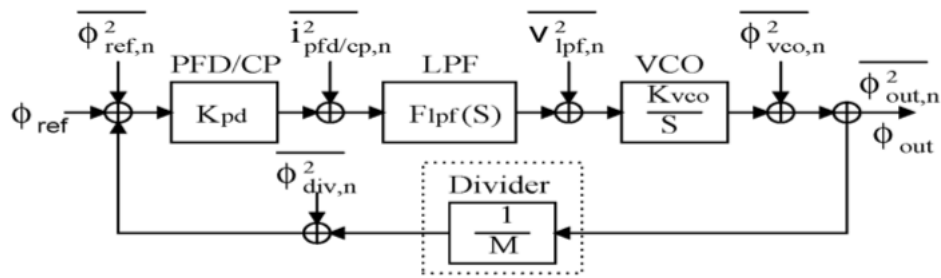 ϕ²ref,n
i²pfd/cp,n
v²lpf,n
ϕ²vco,n
PFD/CP
LPF
VCO
ϕ²out,n
ϕref
Kpd
Flpf(S)
Kvco
S
ϕout
ϕ²div,n
Divider
1
M